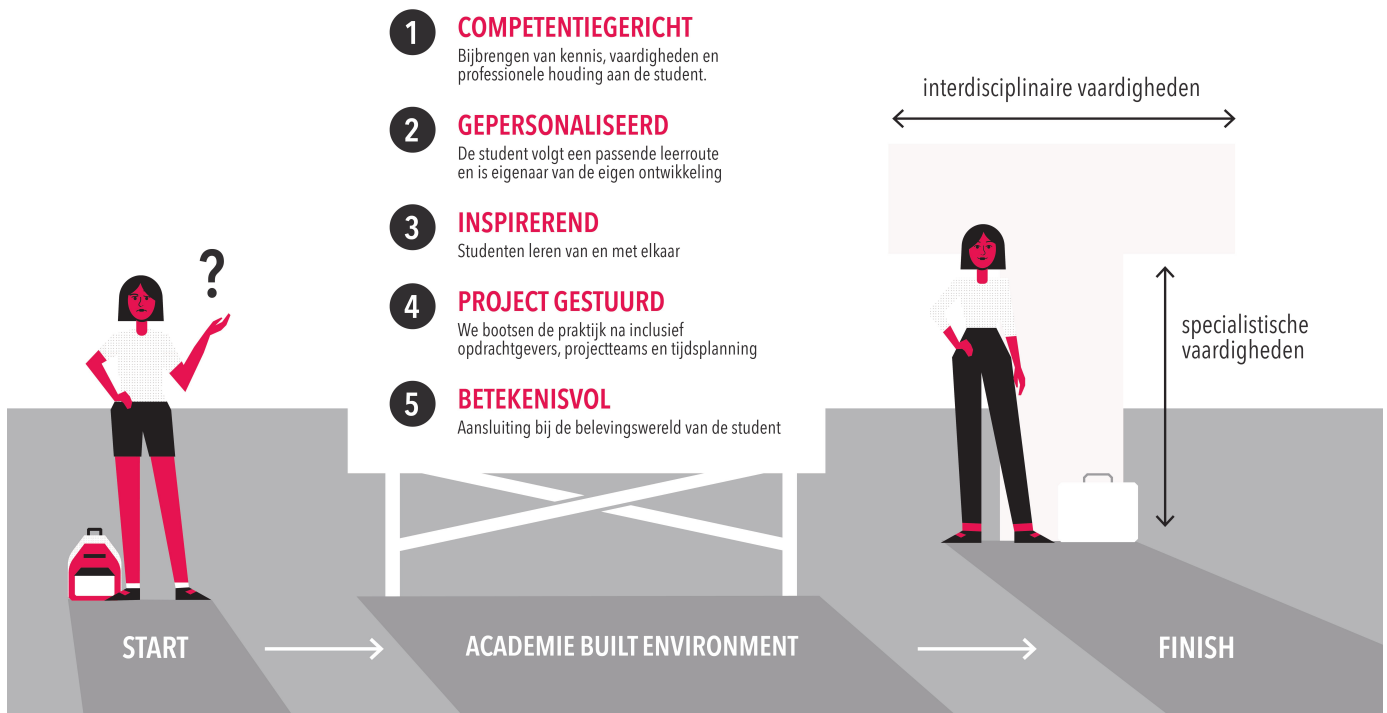 1 COMPETENTIEGERICHT
Bijbrengen van kennis, vaardigheden en
professionele houding aan de student.
2 GEPERSONALISEERD
De student volgt een passende leerroute
en is eigenaar van de eigen ontwikkeling
3 INSPIREREND
Studenten leren van en met elkaar
4 PROJECT GESTUURD
We bootsen de praktijk na inclusief
opdrachtgevers, projectteams en tijdsplanning
5 BETEKENISVOL
Aansluiting bij de belevingswereld van de student
?
interdisciplinaire vaardigheden
specialistische
vaardigheden
START
ACADEMIE BUILT ENVIRONMENT
FINISH